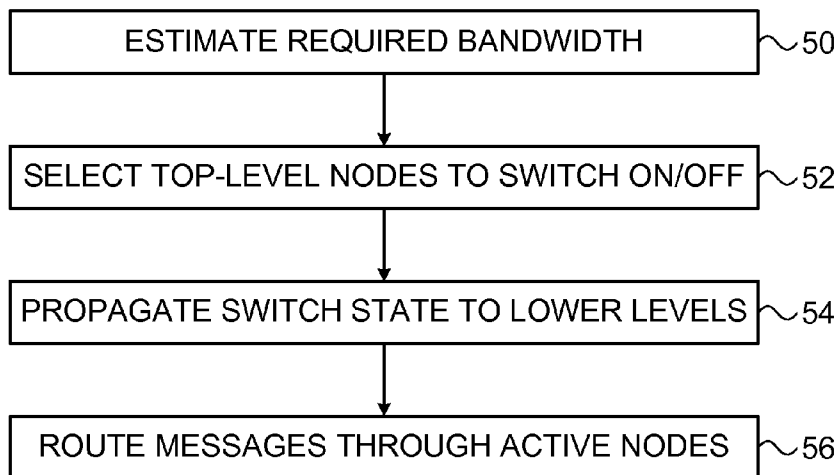 ESTIMATE REQUIRED BANDWIDTH 50
SELECT TOP-LEVEL NODES TO SWITCH ON/OFF 52
PROPAGATE SWITCH STATE TO LOWER LEVELS 54
ROUTE MESSAGES THROUGH ACTIVE NODES 56